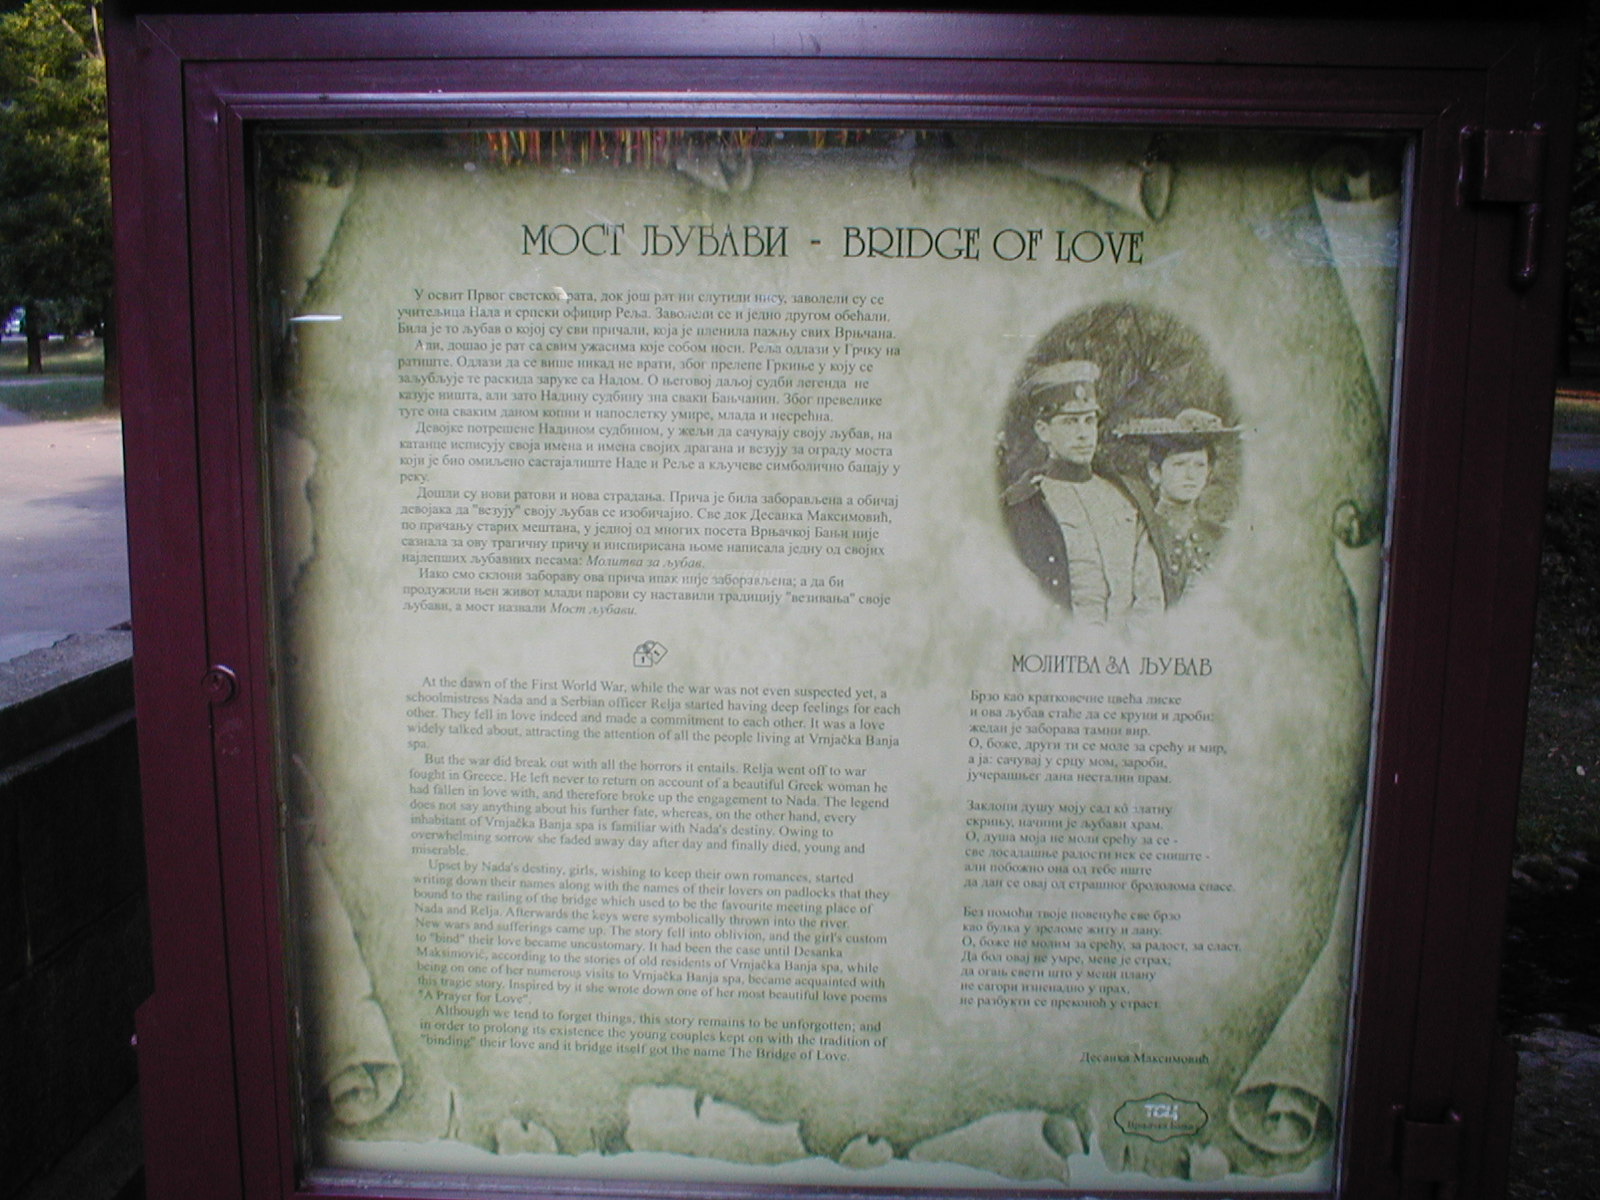 МОСТ ЉУБАВИ - BRIDGE OF LOVE
У освит Првог светског рата, док још рат ни слутили нису, заволели су се
учитељица Нада и српски официр Реља. Заволели се и једно другом обећали.
Била је то љубав о којој су сви причали, која је пленила пажњу свих Врњчана.
Али, дошао је рат са свим ужасима које собом носи. Реља одлази у Грчку на
ратиште. Одлази да се више никад не врати, због прелепе Гркиње у коју се
заљубљује те раскида заруке са Надом. О његовој даљој судби легенда не
казује ништа, али зато Надину судбину зна сваки Бањчанин. Због превелике
туге она сваким даном копни и напослетку умире, млада и несрећна.
Девојке потрешене Надином судбином, у жељи да сачувају своју љубав, на
катанце исписују своја имена и имена својих драгана и везују за ограду моста
који је био омиљено састајалиште Наде и Реље а кључеве симболично бацају у
реку.
Дошли су нови ратови и нова страдања. Прича је била заборављена а обичај
девојака да "везују" своју љубав се изобичајио. Све док Десанка Максимовић,
по причању старих мештана, у једној од многих посета Врњачкој Бањи није
сазнала за ову трагичну причу и инспирисана њоме написала једну од својих
најлепших љубавних песама: Молитва за љубав.
Иако смо склони забораву ова прича ипак није заборављена; а да би
продужили њен живот млади парови су наставили традицију "везивања" своје
љубави, а мост назвали Мост љубави.
At the dawn of the First World War, while the war was not even suspected yet, a
schoolmistress Nada and a Serbian officer Relja started having deep feelings for each
other. They fell in love indeed and made a commitment to each other. It was a love
widely talked about, attracting the attention of all the people living at Vrnjačka Banja
spa.
But the war did break out with all the horrors it entails. Relja went off to war
fought in Greece. He left never to return on account of a beautiful Greek woman he
had fallen in love with, and therefore broke up the engagement to Nada. The legend
does not say anything about his further fate, whereas, on the other hand, every
inhabitant of Vrnjačka Banja spa is familiar with Nada's destiny. Owing to
overwhelming sorrow she faded away day after day and finally died, young and
miserable.
Upset by Nada's destiny, girls, wishing to keep their own romances, started
writing down their names along with the names of their lovers on padlocks that they
bound to the railing of the bridge which used to be the favourite meeting place of
Nada and Relja. Afterwards the keys were symbolically thrown into the river.
New wars and sufferings came up. The story fell into oblivion, and the girl's custom
to "bind" their love became uncustomary. It had been the case until Desanka
Maksimović, according to the stories of old residents of Vrnjačka Banja spa, while
being on one of her numerous visits to Vrnjačka Banja spa, became acquainted with
this tragic story. Inspired by it she wrote down one of her most beautiful love poems
"A Prayer for Love".
Although we tend to forget things, this story remains to be unforgotten; and
in order to prolong its existence the young couples kept on with the tradition of
"binding" their love and it bridge itself got the name The Bridge of Love.
МОЛИТВА ЗА ЉУБАВ
Брзо као кратковечне цвећа лиске
и ова љубав стаће да се круни и дроби;
жедан је заборава тамни вир.
О, боже, други ти се моле за срећу и мир,
а ја: сачувај у срцу мом, зароби,
јучерашњег дана нестални прам.
Заклопи душу моју сад кô златну
скрињу, начини је љубави храм.
О, душа моја не моли срећу за се -
све досадашње радости нек се сниште -
али побожно она од тебе иште
да дан се овај од страшног бродолома спасе.
Без помоћи твоје повенуће све брзо
као булка у зреломе житу и лану.
О, боже не молим за срећу, за радост, за сласт.
Да бол овај не умре, мене је страх;
да огањ свети што у мени плану
не сагори изненадно у прах,
не разбукти се преконоћ у страст.
Десанка Максимовић
ТСЦ
Врњачка Бања